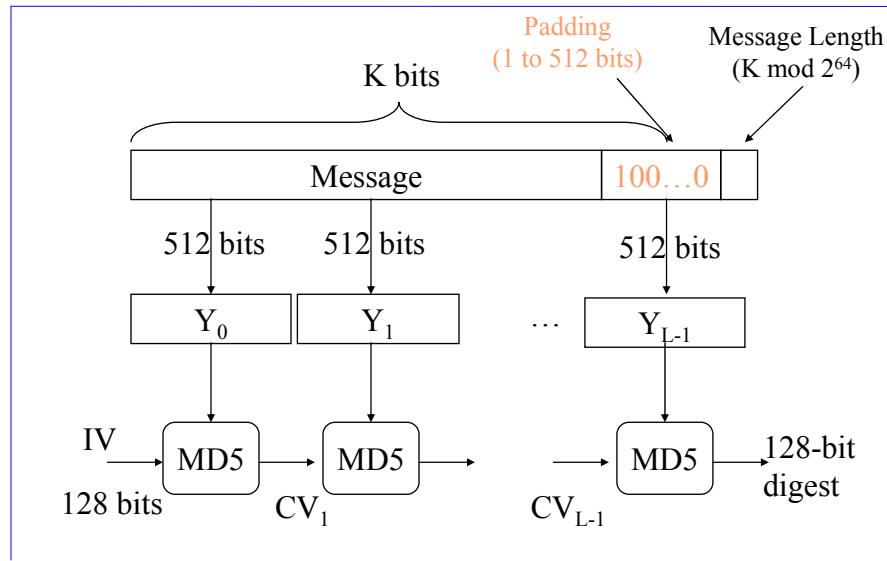 Padding
(1 to 512 bits)
Message Length
(K mod 2⁶⁴)
K bits
Message
100…0
512 bits
512 bits
512 bits
Y₀
Y₁
…
Y_L-1
IV
MD5
MD5
MD5
128-bit
digest
128 bits
CV₁
CV_L-1